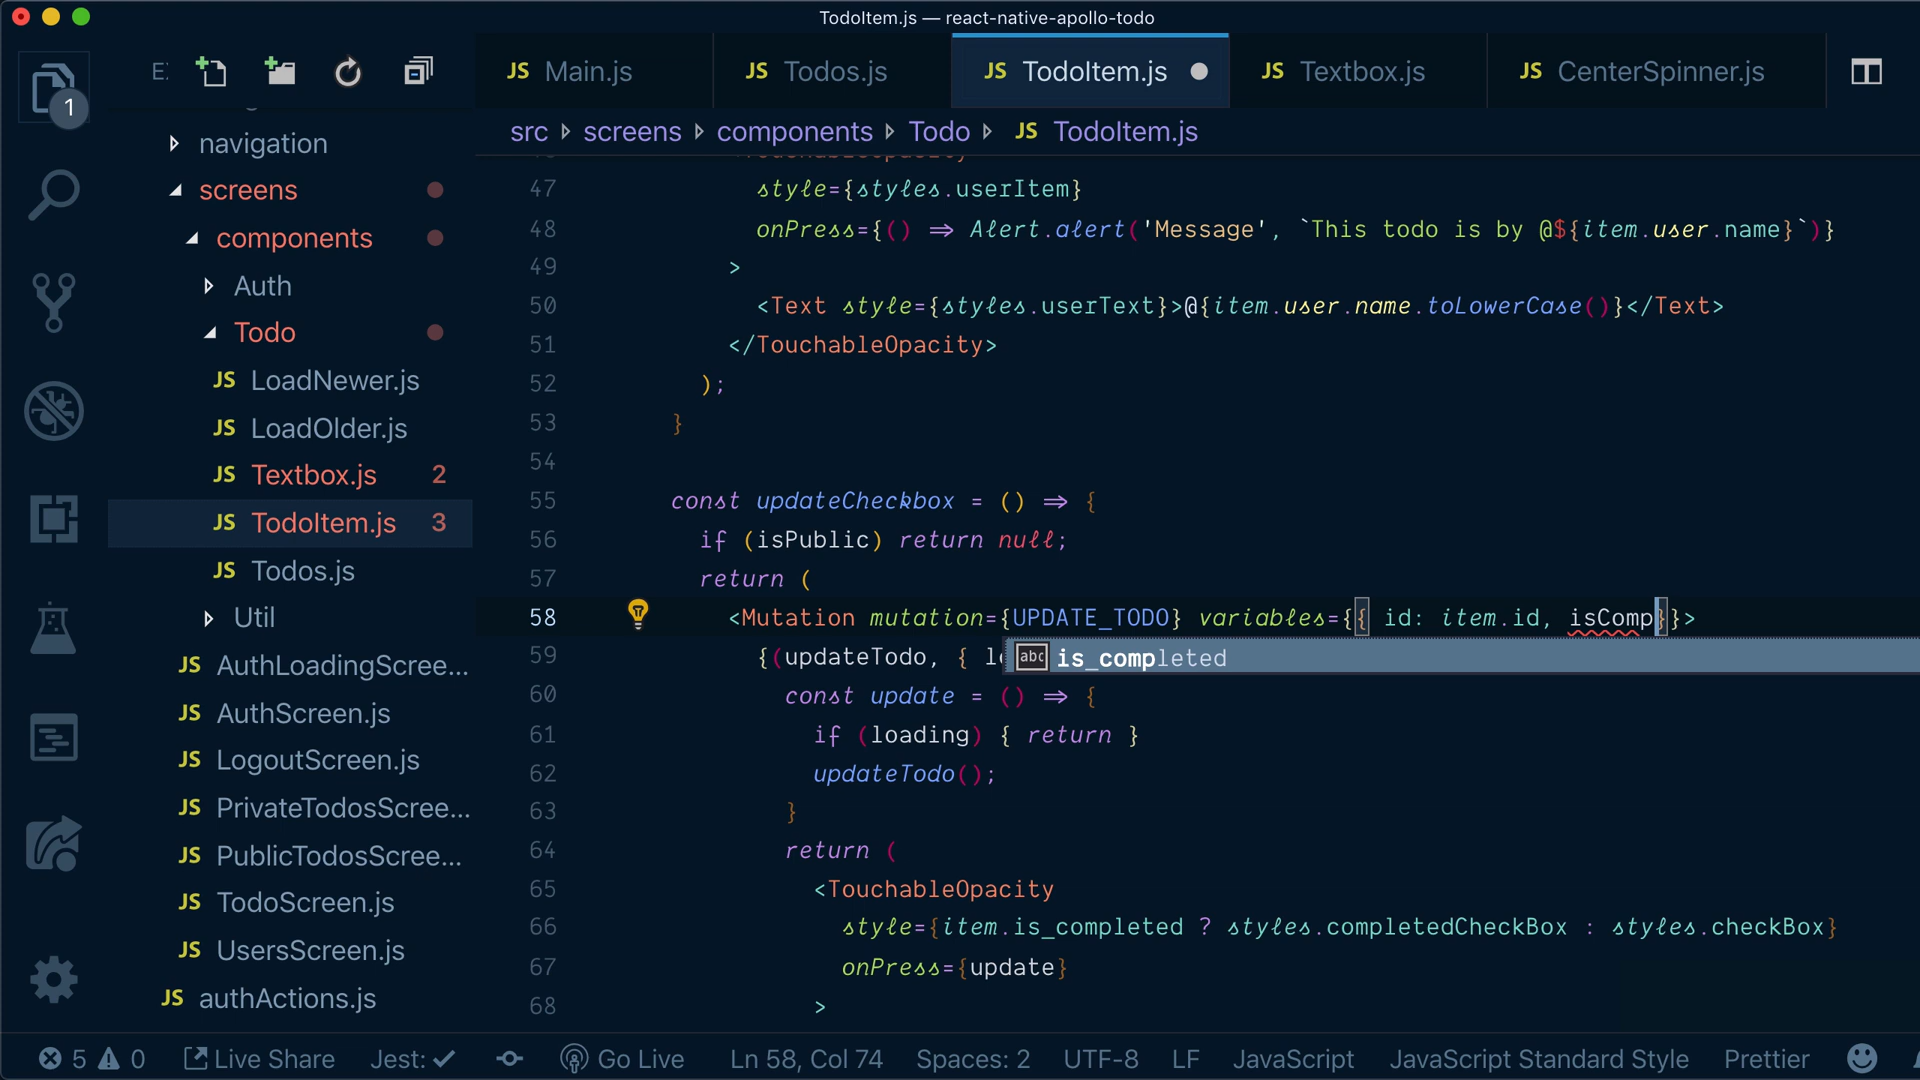 TodoItem.js — react-native-apollo-todo
E:
JS Main.js
JS Todos.js
JS TodoItem.js
JS Textbox.js
JS CenterSpinner.js
1
src screens components Todo JS TodoItem.js
navigation
screens
components
Auth
Todo
JS LoadNewer.js
JS LoadOlder.js
JS Textbox.js 2
JS TodoItem.js 3
JS Todos.js
Util
JS AuthLoadingScree...
JS AuthScreen.js
JS LogoutScreen.js
JS PrivateTodosScree...
JS PublicTodosScree...
JS TodoScreen.js
JS UsersScreen.js
JS authActions.js
47 style={styles.userItem}
48 onPress={() => Alert.alert('Message', `This todo is by @${item.user.name}`)}
49 >
50 <Text style={styles.userText}>@{item.user.name.toLowerCase()}</Text>
51 </TouchableOpacity>
52 );
53 }
54
55 const updateCheckbox = () => {
56 if (isPublic) return null;
57 return (
58 <Mutation mutation={UPDATE_TODO} variables={{ id: item.id, isComp}}>
59 {(updateTodo, { lo
abc is_completed
60 const update = () => {
61 if (loading) { return }
62 updateTodo();
63 }
64 return (
65 <TouchableOpacity
66 style={item.is_completed ? styles.completedCheckBox : styles.checkBox}
67 onPress={update}
68 >
5 0 Live Share Jest: Go Live Ln 58, Col 74 Spaces: 2 UTF-8 LF JavaScript JavaScript Standard Style Prettier